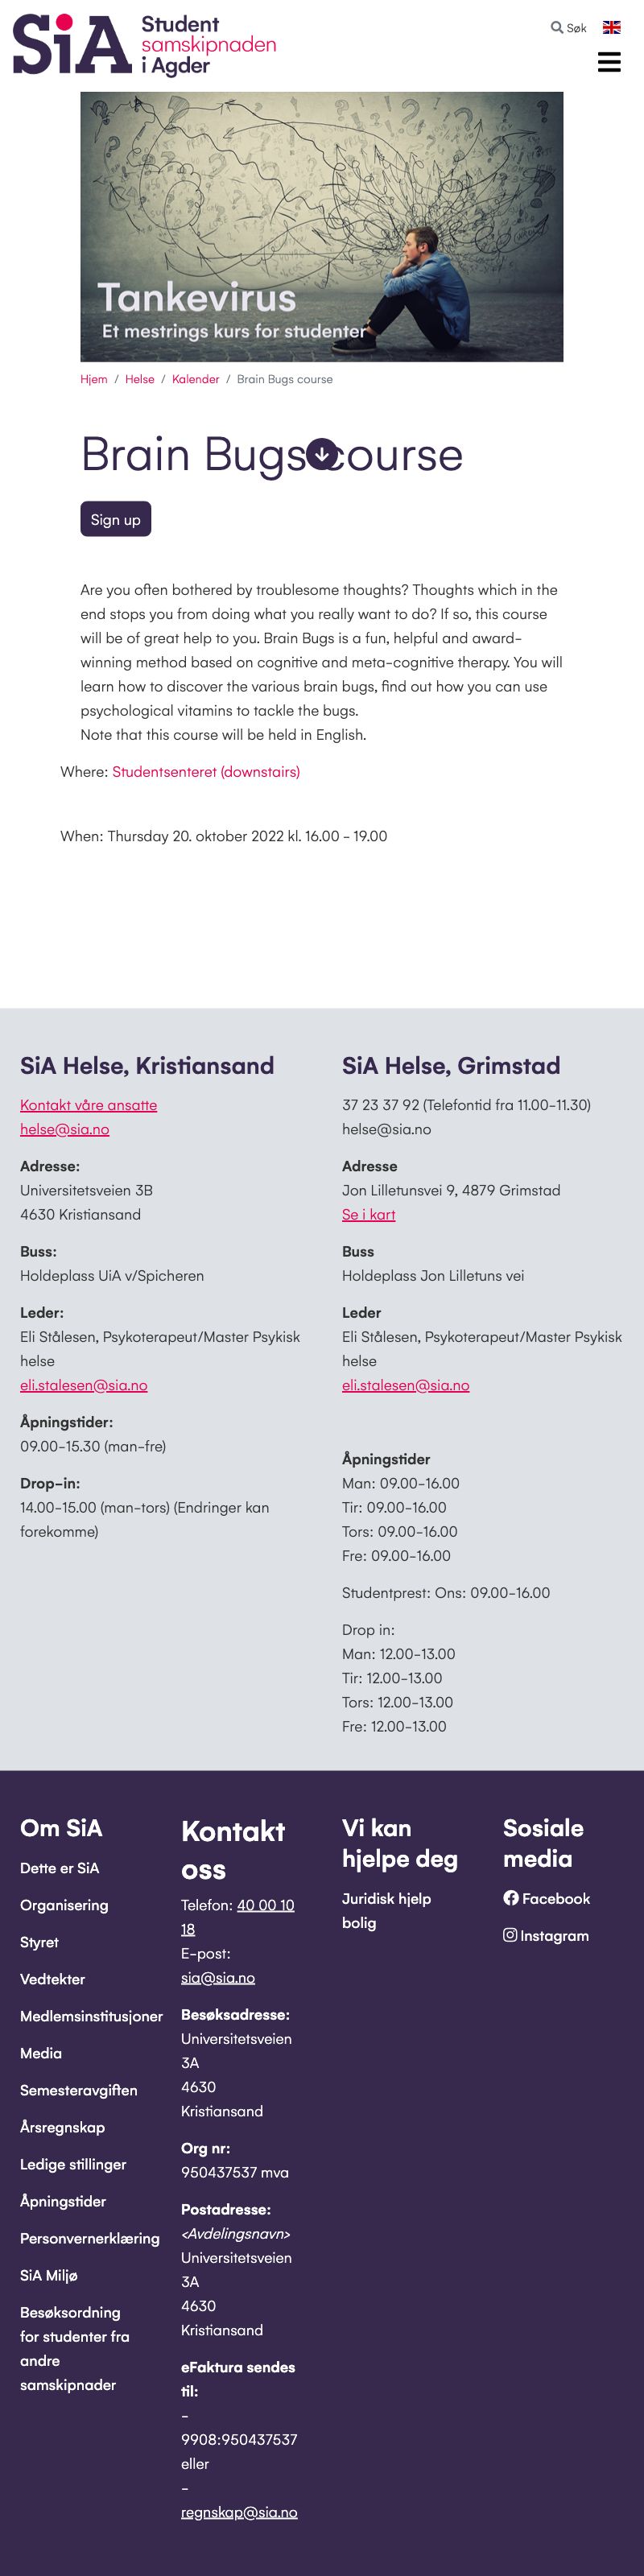 SiA Student
samskipnaden
i Agder
Søk
Tankevirus
Et mestrings kurs for studenter
Hjem / Helse / Kalender / Brain Bugs course
Brain Bugs course
Sign up
Are you often bothered by troublesome thoughts? Thoughts which in the
end stops you from doing what you really want to do? If so, this course
will be of great help to you. Brain Bugs is a fun, helpful and award-
winning method based on cognitive and meta-cognitive therapy. You will
learn how to discover the various brain bugs, find out how you can use
psychological vitamins to tackle the bugs.
Note that this course will be held in English.
Where: Studentsenteret (downstairs)
When: Thursday 20. oktober 2022 kl. 16.00 - 19.00
SiA Helse, Kristiansand
Kontakt våre ansatte
helse@sia.no
Adresse:
Universitetsveien 3B
4630 Kristiansand
Buss:
Holdeplass UiA v/Spicheren
Leder:
Eli Stålesen, Psykoterapeut/Master Psykisk
helse
eli.stalesen@sia.no
Åpningstider:
09.00-15.30 (man-fre)
Drop-in:
14.00-15.00 (man-tors) (Endringer kan
forekomme)
SiA Helse, Grimstad
37 23 37 92 (Telefontid fra 11.00-11.30)
helse@sia.no
Adresse
Jon Lilletunsvei 9, 4879 Grimstad
Se i kart
Buss
Holdeplass Jon Lilletuns vei
Leder
Eli Stålesen, Psykoterapeut/Master Psykisk
helse
eli.stalesen@sia.no
Åpningstider
Man: 09.00-16.00
Tir: 09.00-16.00
Tors: 09.00-16.00
Fre: 09.00-16.00
Studentprest: Ons: 09.00-16.00
Drop in:
Man: 12.00-13.00
Tir: 12.00-13.00
Tors: 12.00-13.00
Fre: 12.00-13.00
Om SiA
Dette er SiA
Organisering
Styret
Vedtekter
Medlemsinstitusjoner
Media
Semesteravgiften
Årsregnskap
Ledige stillinger
Åpningstider
Personvernerklæring
SiA Miljø
Besøksordning
for studenter fra
andre
samskipnader
Kontakt
oss
Telefon: 40 00 10
18
E-post:
sia@sia.no
Besøksadresse:
Universitetsveien
3A
4630
Kristiansand
Org nr:
950437537 mva
Postadresse:
<Avdelingsnavn>
Universitetsveien
3A
4630
Kristiansand
eFaktura sendes
til:
-
9908:950437537
eller
-
regnskap@sia.no
Vi kan
hjelpe deg
Juridisk hjelp
bolig
Sosiale
media
Facebook
Instagram